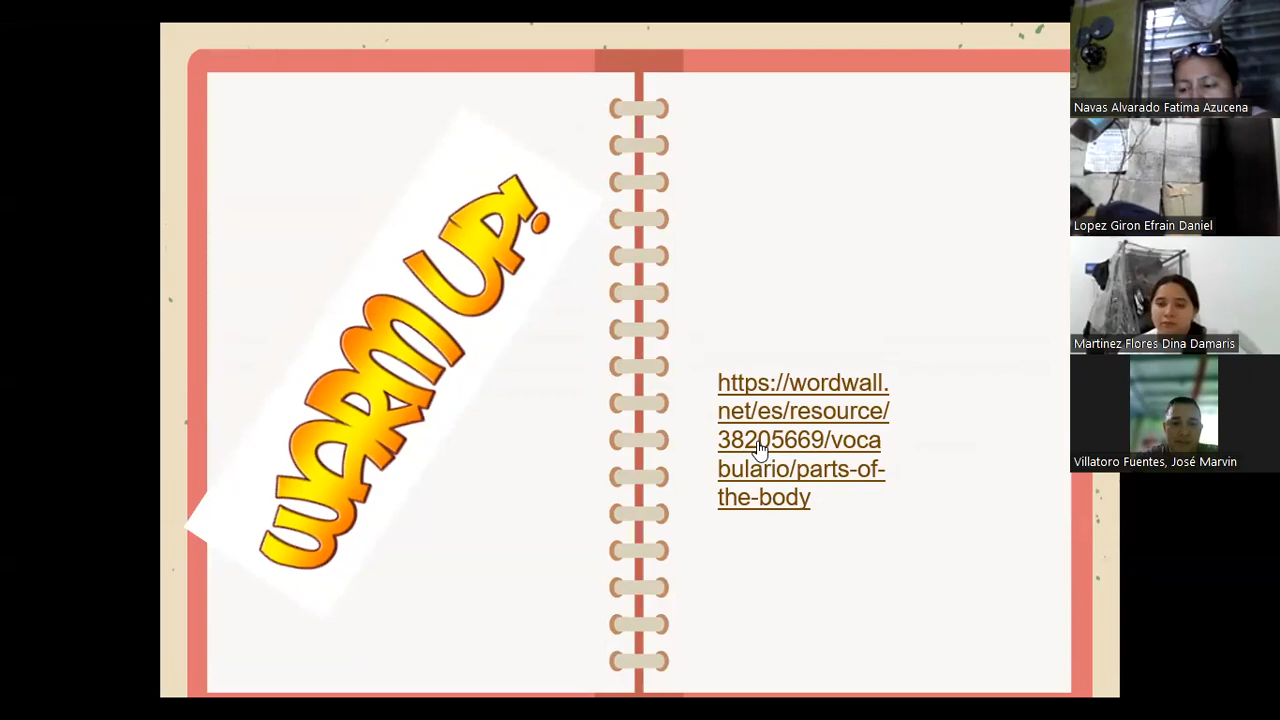 WARM UP!
https://wordwall.
net/es/resource/
38205669/voca
bulario/parts-of-
the-body
Navas Alvarado Fatima Azucena
Lopez Giron Efrain Daniel
Martinez Flores Dina Damaris
Villatoro Fuentes, José Marvin